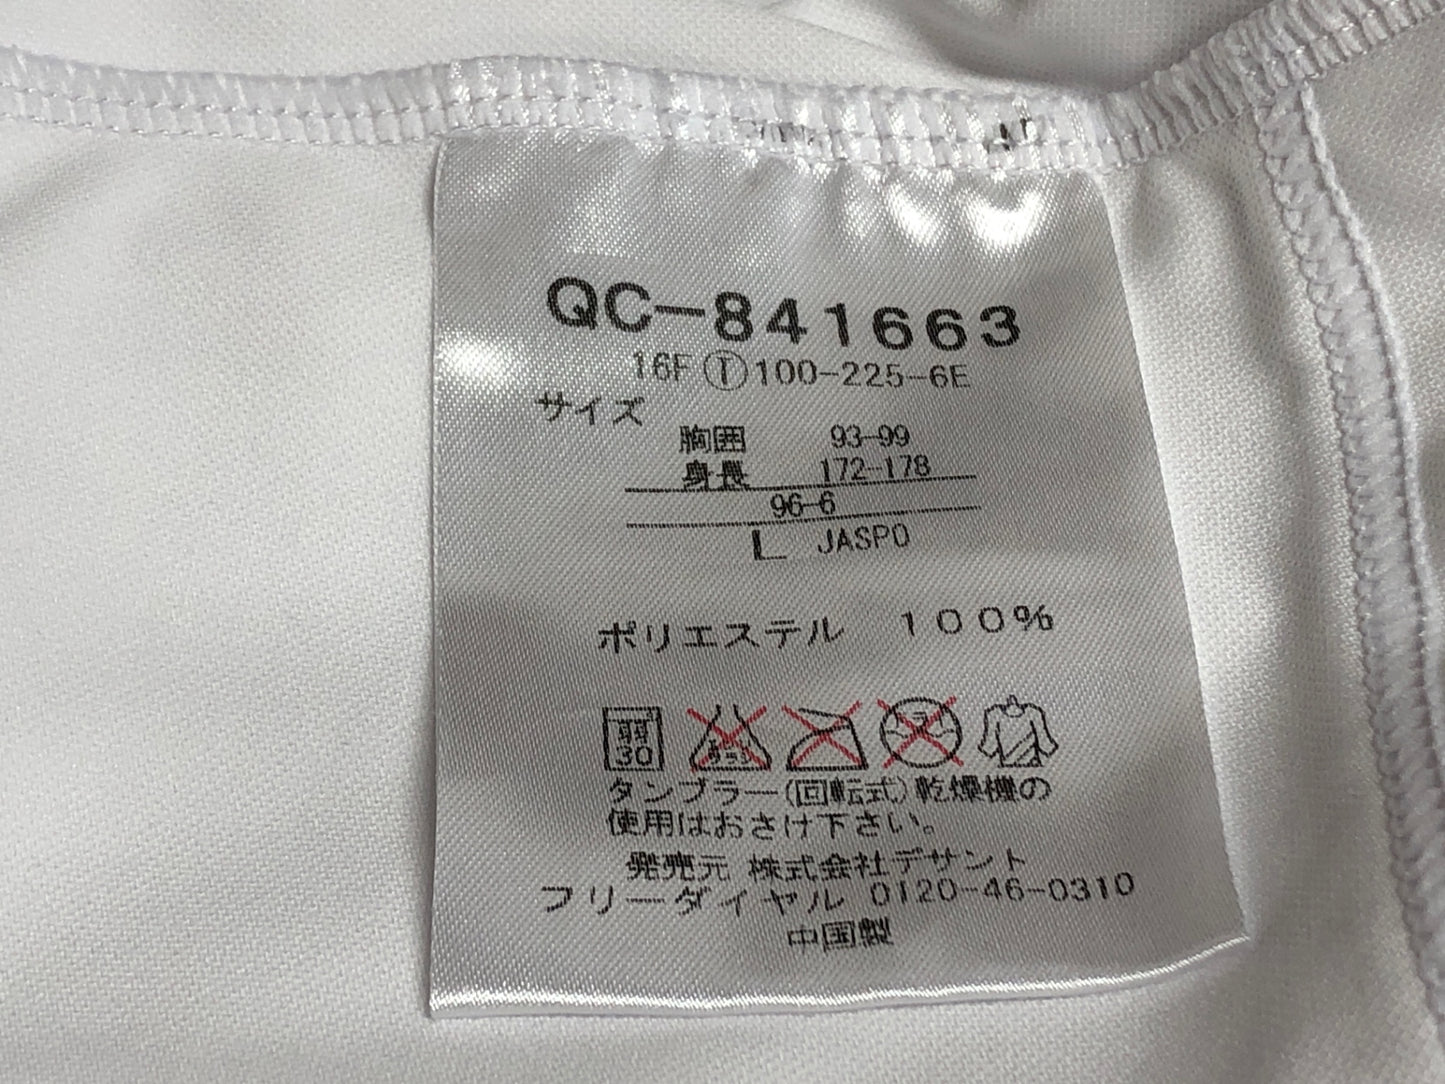 QC-841663
16F Ⓣ 100-225-6E
サイズ
胸囲 93-99
身長 172-178
96-6
L JASPO
ポリエステル 100%
弱 30
タンブラー(回転式)乾燥機の
使用はおさけ下さい。
発売元 株式会社デサント
フリーダイヤル 0120-46-0310
中国製